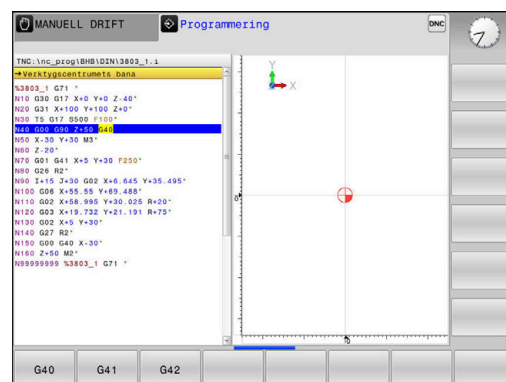 MANUELL DRIFT
Programmering
DNC
TNC:\nc_prog\BHB\DIN\3803_1.i
→Verktygscentrumets bana
%3803_1 G71 *
N10 G30 G17 X+0 Y+0 Z-40*
N20 G31 X+100 Y+100 Z+0*
N30 T5 G17 S500 F100*
N40 G00 G90 Z+50 G40
N50 X-30 Y+30 M3*
N60 Z-20*
N70 G01 G41 X+5 Y+30 F250*
N80 G26 R2*
N90 I+15 J+30 G02 X+6.645 Y+35.495*
N100 G06 X+55.55 Y+69.488*
N110 G02 X+58.995 Y+30.025 R+20*
N120 G03 X+19.732 Y+21.191 R+75*
N130 G02 X+5 Y+30*
N140 G27 R2*
N150 G00 G40 X-30*
N160 Z+50 M2*
N99999999 %3803_1 G71 *
Y
X
0
0
G40 G41 G42